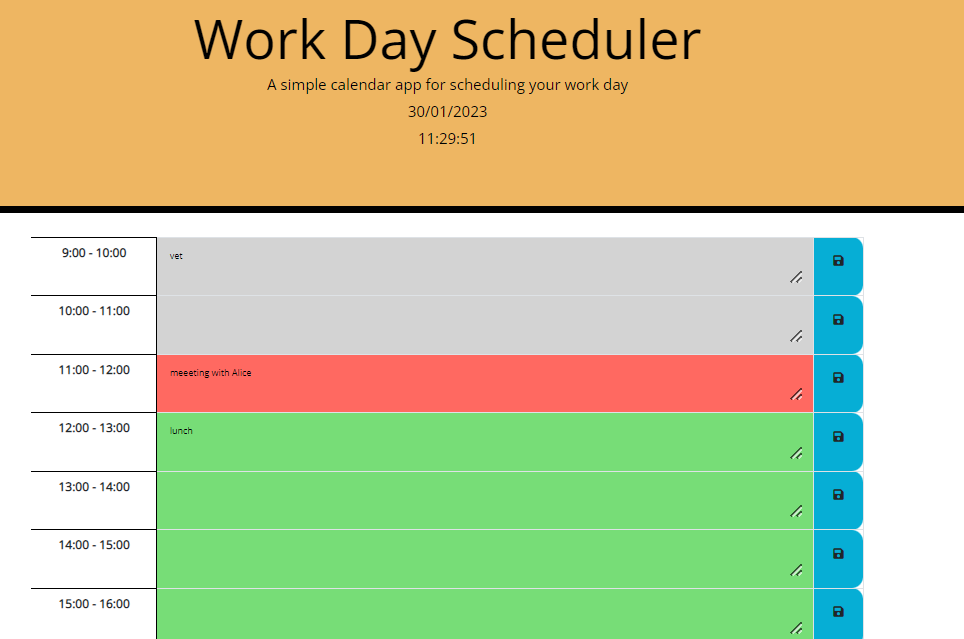 Work Day Scheduler
A simple calendar app for scheduling your work day
30/01/2023
11:29:51
9:00 - 10:00 vet
10:00 - 11:00
11:00 - 12:00 meeeting with Alice
12:00 - 13:00 lunch
13:00 - 14:00
14:00 - 15:00
15:00 - 16:00